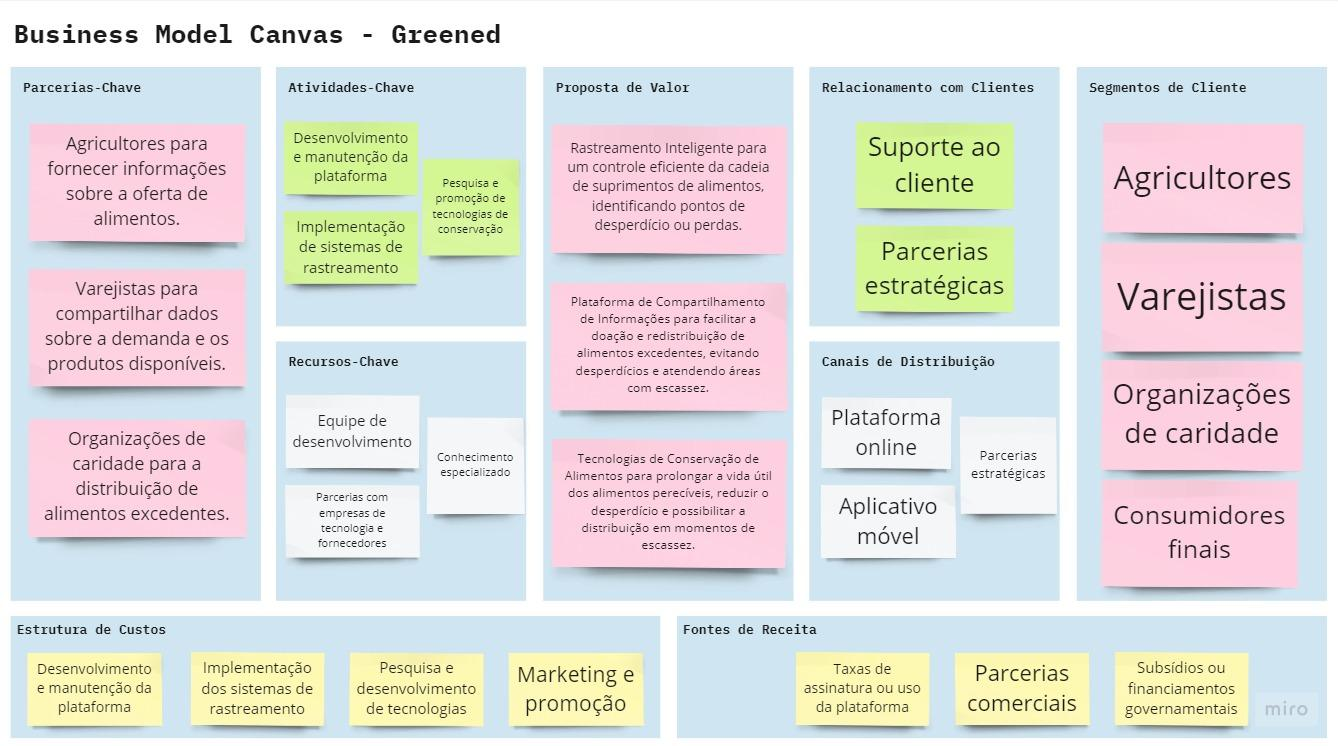 Business Model Canvas - Greened
Parcerias-Chave
Agricultores para
fornecer informações
sobre a oferta de
alimentos.
Varejistas para
compartilhar dados
sobre a demanda e os
produtos disponíveis.
Organizações de
caridade para a
distribuição de
alimentos excedentes.
Atividades-Chave
Desenvolvimento
e manutenção da
plataforma
Implementação
de sistemas de
rastreamento
Pesquisa e
promoção de
tecnologias de
conservação
Recursos-Chave
Equipe de
desenvolvimento
Parcerias com
empresas de
tecnologia e
fornecedores
Conhecimento
especializado
Proposta de Valor
Rastreamento Inteligente para
um controle eficiente da cadeia
de suprimentos de alimentos,
identificando pontos de
desperdício ou perdas.
Plataforma de Compartilhamento
de Informações para facilitar a
doação e redistribuição de
alimentos excedentes, evitando
desperdícios e atendendo áreas
com escassez.
Tecnologias de Conservação de
Alimentos para prolongar a vida útil
dos alimentos perecíveis, reduzir o
desperdício e possibilitar a
distribuição em momentos de
escassez.
Relacionamento com Clientes
Suporte ao
cliente
Parcerias
estratégicas
Canais de Distribuição
Plataforma
online
Aplicativo
móvel
Parcerias
estratégicas
Segmentos de Cliente
Agricultores
Varejistas
Organizações
de caridade
Consumidores
finais
Estrutura de Custos
Desenvolvimento
e manutenção da
plataforma
Implementação
dos sistemas de
rastreamento
Pesquisa e
desenvolvimento
de tecnologias
Marketing e
promoção
Fontes de Receita
Taxas de
assinatura ou uso
da plataforma
Parcerias
comerciais
Subsídios ou
financiamentos
governamentais
miro